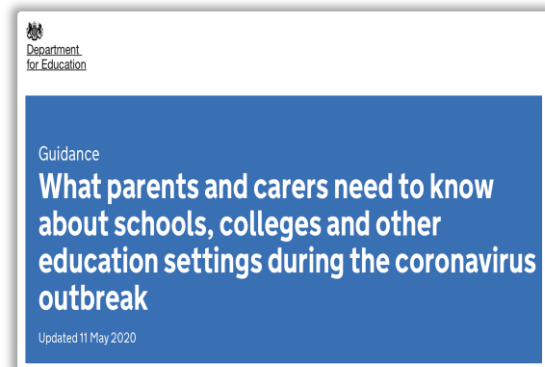 Department
for Education
Guidance
What parents and carers need to know
about schools, colleges and other
education settings during the coronavirus
outbreak
Updated 11 May 2020